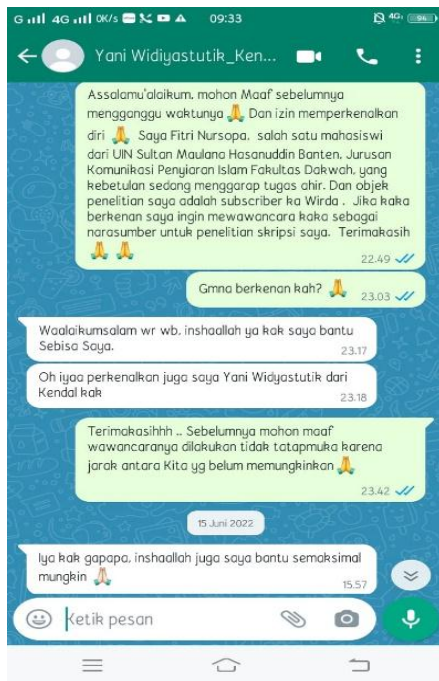 G 4G 0K/s 09:33 4G 96
Yani Widiyastutik_Ken...
Assalamu'alaikum, mohon Maaf sebelumnya
mengganggu waktunya 🙏 Dan izin memperkenalkan
diri 🙏 Saya Fitri Nursopa. salah satu mahasiswi
dari UIN Sultan Maulana Hasanuddin Banten, Jurusan
Komunikasi Penyiaran Islam Fakultas Dakwah, yang
kebetulan sedang menggarap tugas ahir. Dan objek
penelitian saya adalah subscriber ka Wirda . Jika kaka
berkenan saya ingin mewawancara kaka sebagai
narasumber untuk penelitian skripsi saya. Terimakasih
🙏 🙏
22.49
Gmna berkenan kah? 🙏
23.03
Waalaikumsalam wr wb, inshaallah ya kak saya bantu
Sebisa Saya.
23.17
Oh iyaa perkenalkan juga saya Yani Widyastutik dari
Kendal kak
23.18
Terimakasihhh .. Sebelumnya mohon maaf
wawancaranya dilakukan tidak tatapmuka karena
jarak antara Kita yg belum memungkinkan 🙏
23.42
15 Juni 2022
Iya kak gapapa, inshaallah juga saya bantu semaksimal
mungkin 🙏
15.57
Ketik pesan